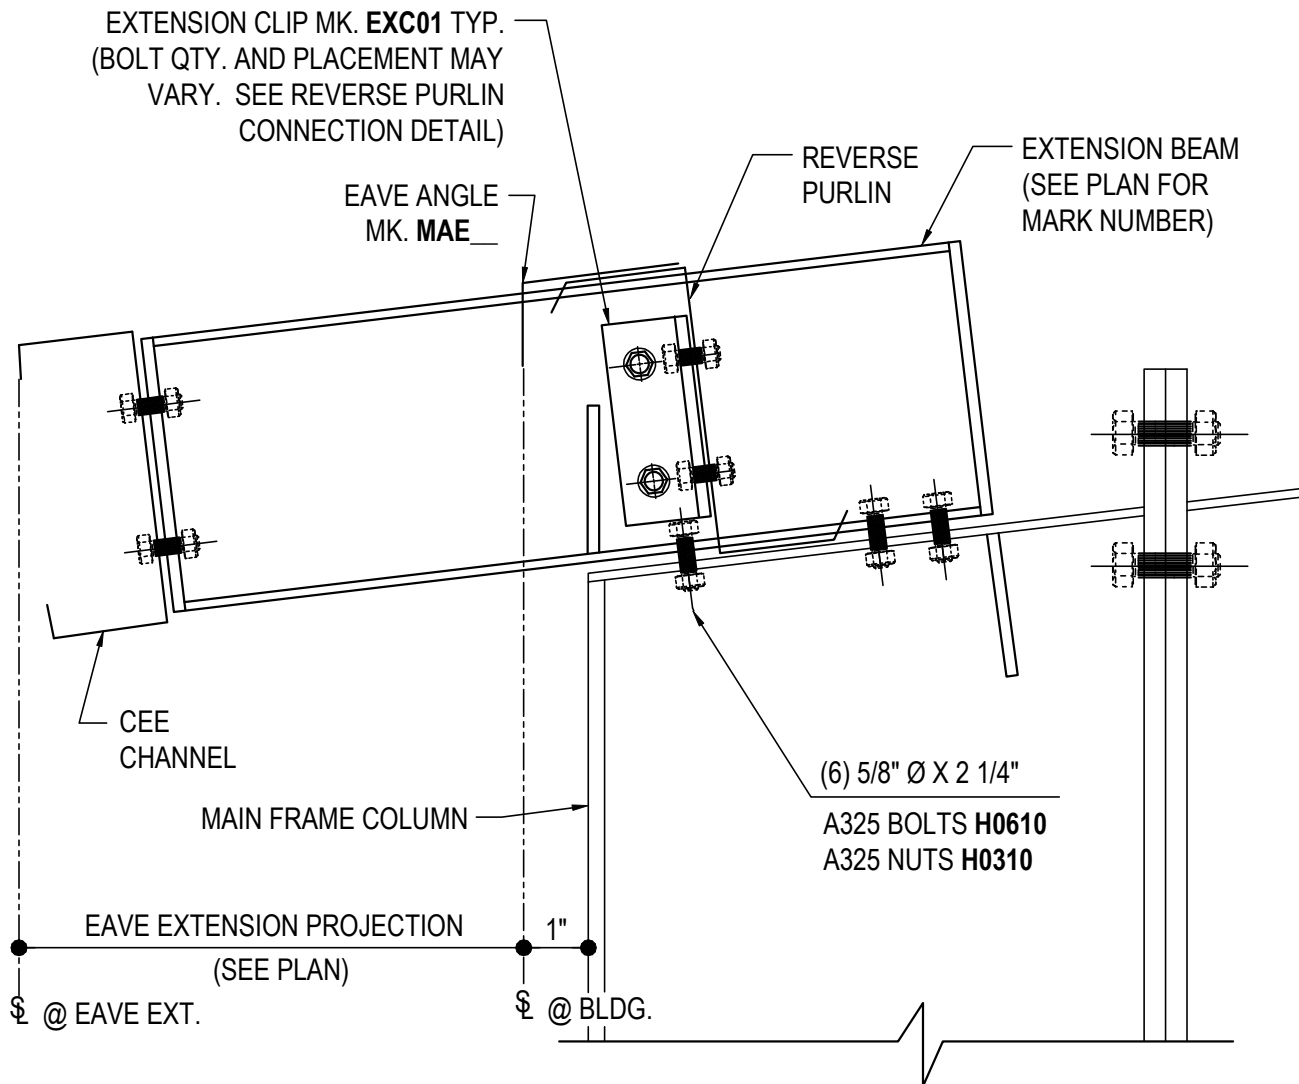 EXTENSION CLIP MK. EXC01 TYP.
(BOLT QTY. AND PLACEMENT MAY
VARY. SEE REVERSE PURLIN
CONNECTION DETAIL)
EAVE ANGLE
MK. MAE__
REVERSE
PURLIN
EXTENSION BEAM
(SEE PLAN FOR
MARK NUMBER)
CEE
CHANNEL
MAIN FRAME COLUMN
(6) 5/8" Ø X 2 1/4"
A325 BOLTS H0610
A325 NUTS H0310
EAVE EXTENSION PROJECTION
(SEE PLAN)
1"
℄ @ EAVE EXT.
℄ @ BLDG.